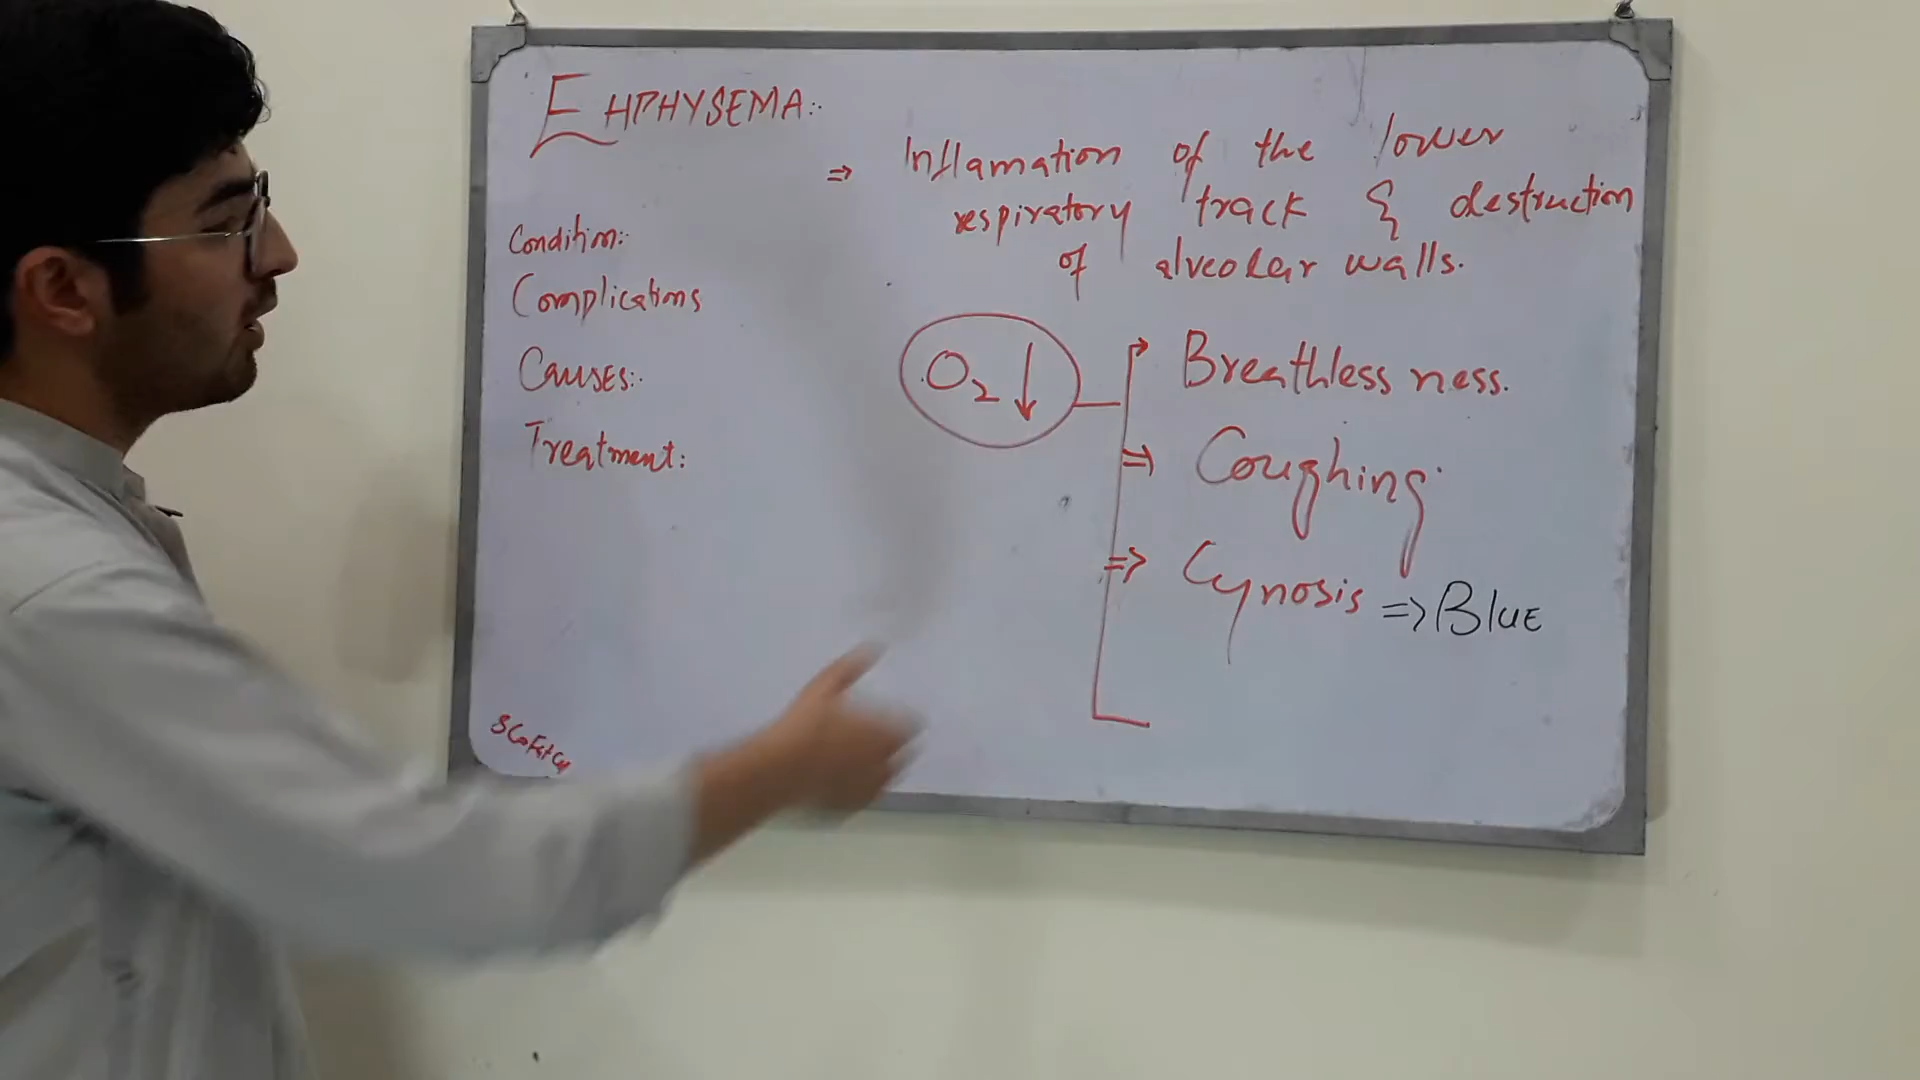 EHPHYSEMA:.
⇒ Inflamation of the lower
respiratory track & destruction
of alveolar walls.
Condition:
Complications
Causes:
Treatment:
O₂ ↓
→ Breathless ness.
⇒ Coughing
⇒ Cynosis ⇒ Blue